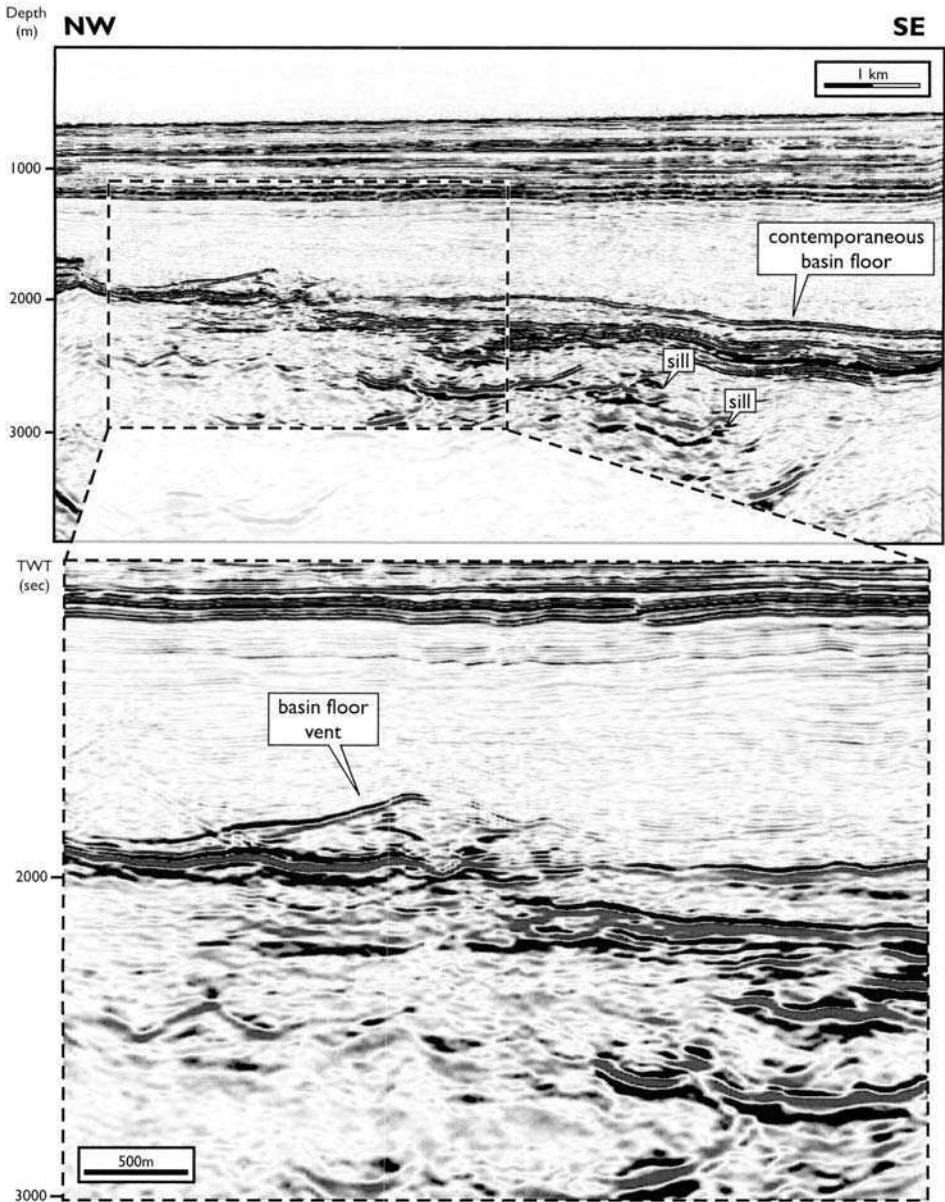 Depth
(m)
NW
SE
1 km
1000
contemporaneous
basin floor
2000
sill
sill
3000
TWT
(sec)
basin floor
vent
2000
500m
3000